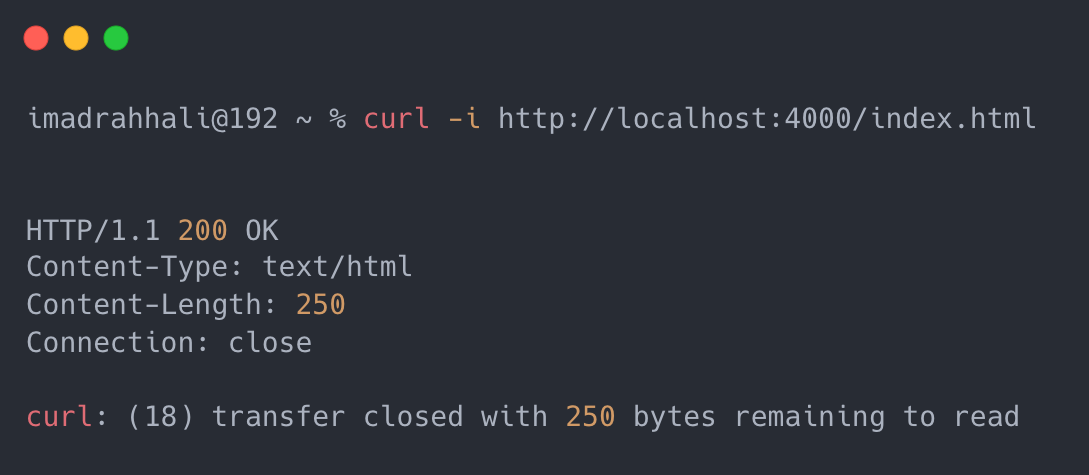 imadrahhali@192 ~ % curl -i http://localhost:4000/index.html
HTTP/1.1 200 OK
Content-Type: text/html
Content-Length: 250
Connection: close
curl: (18) transfer closed with 250 bytes remaining to read